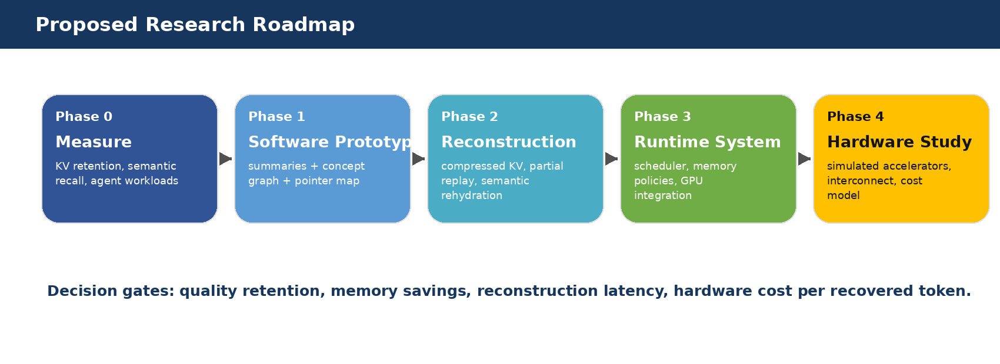 Proposed Research Roadmap
Phase 0
Measure
KV retention, semantic
recall, agent workloads
Phase 1
Software Prototyp
summaries + concept
graph + pointer map
Phase 2
Reconstruction
compressed KV, partial
replay, semantic
rehydration
Phase 3
Runtime System
scheduler, memory
policies, GPU
integration
Phase 4
Hardware Study
simulated accelerators,
interconnect, cost
model
Decision gates: quality retention, memory savings, reconstruction latency, hardware cost per recovered token.